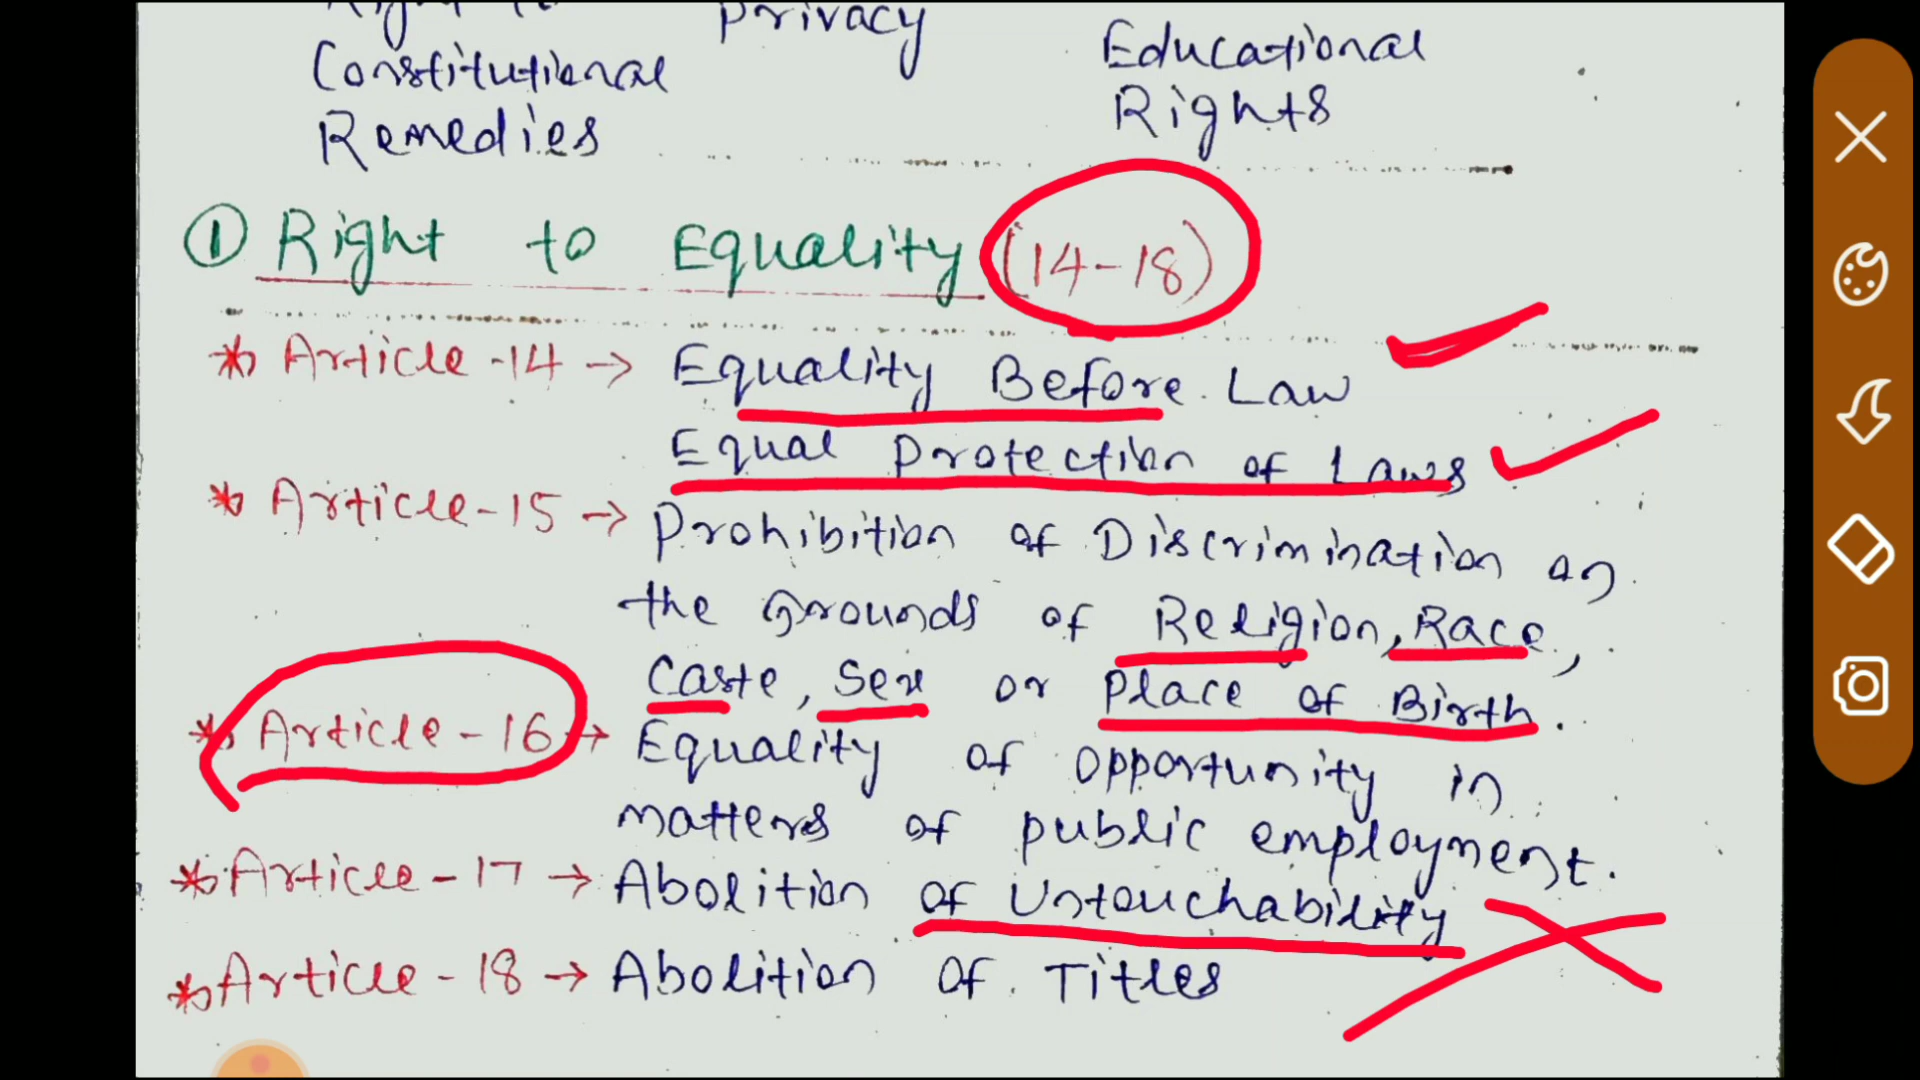 Right to
Constitutional
Remedies
Privacy
Educational
Rights
① Right to Equality (14-18)
* Article-14 → Equality Before Law
Equal Protection of Laws
* Article-15 → Prohibition of Discrimination on
the grounds of Religion, Race,
Caste, Sex or Place of Birth.
* Article-16 → Equality of opportunity in
matters of public employment.
* Article-17 → Abolition of Untouchability
* Article-18 → Abolition of Titles